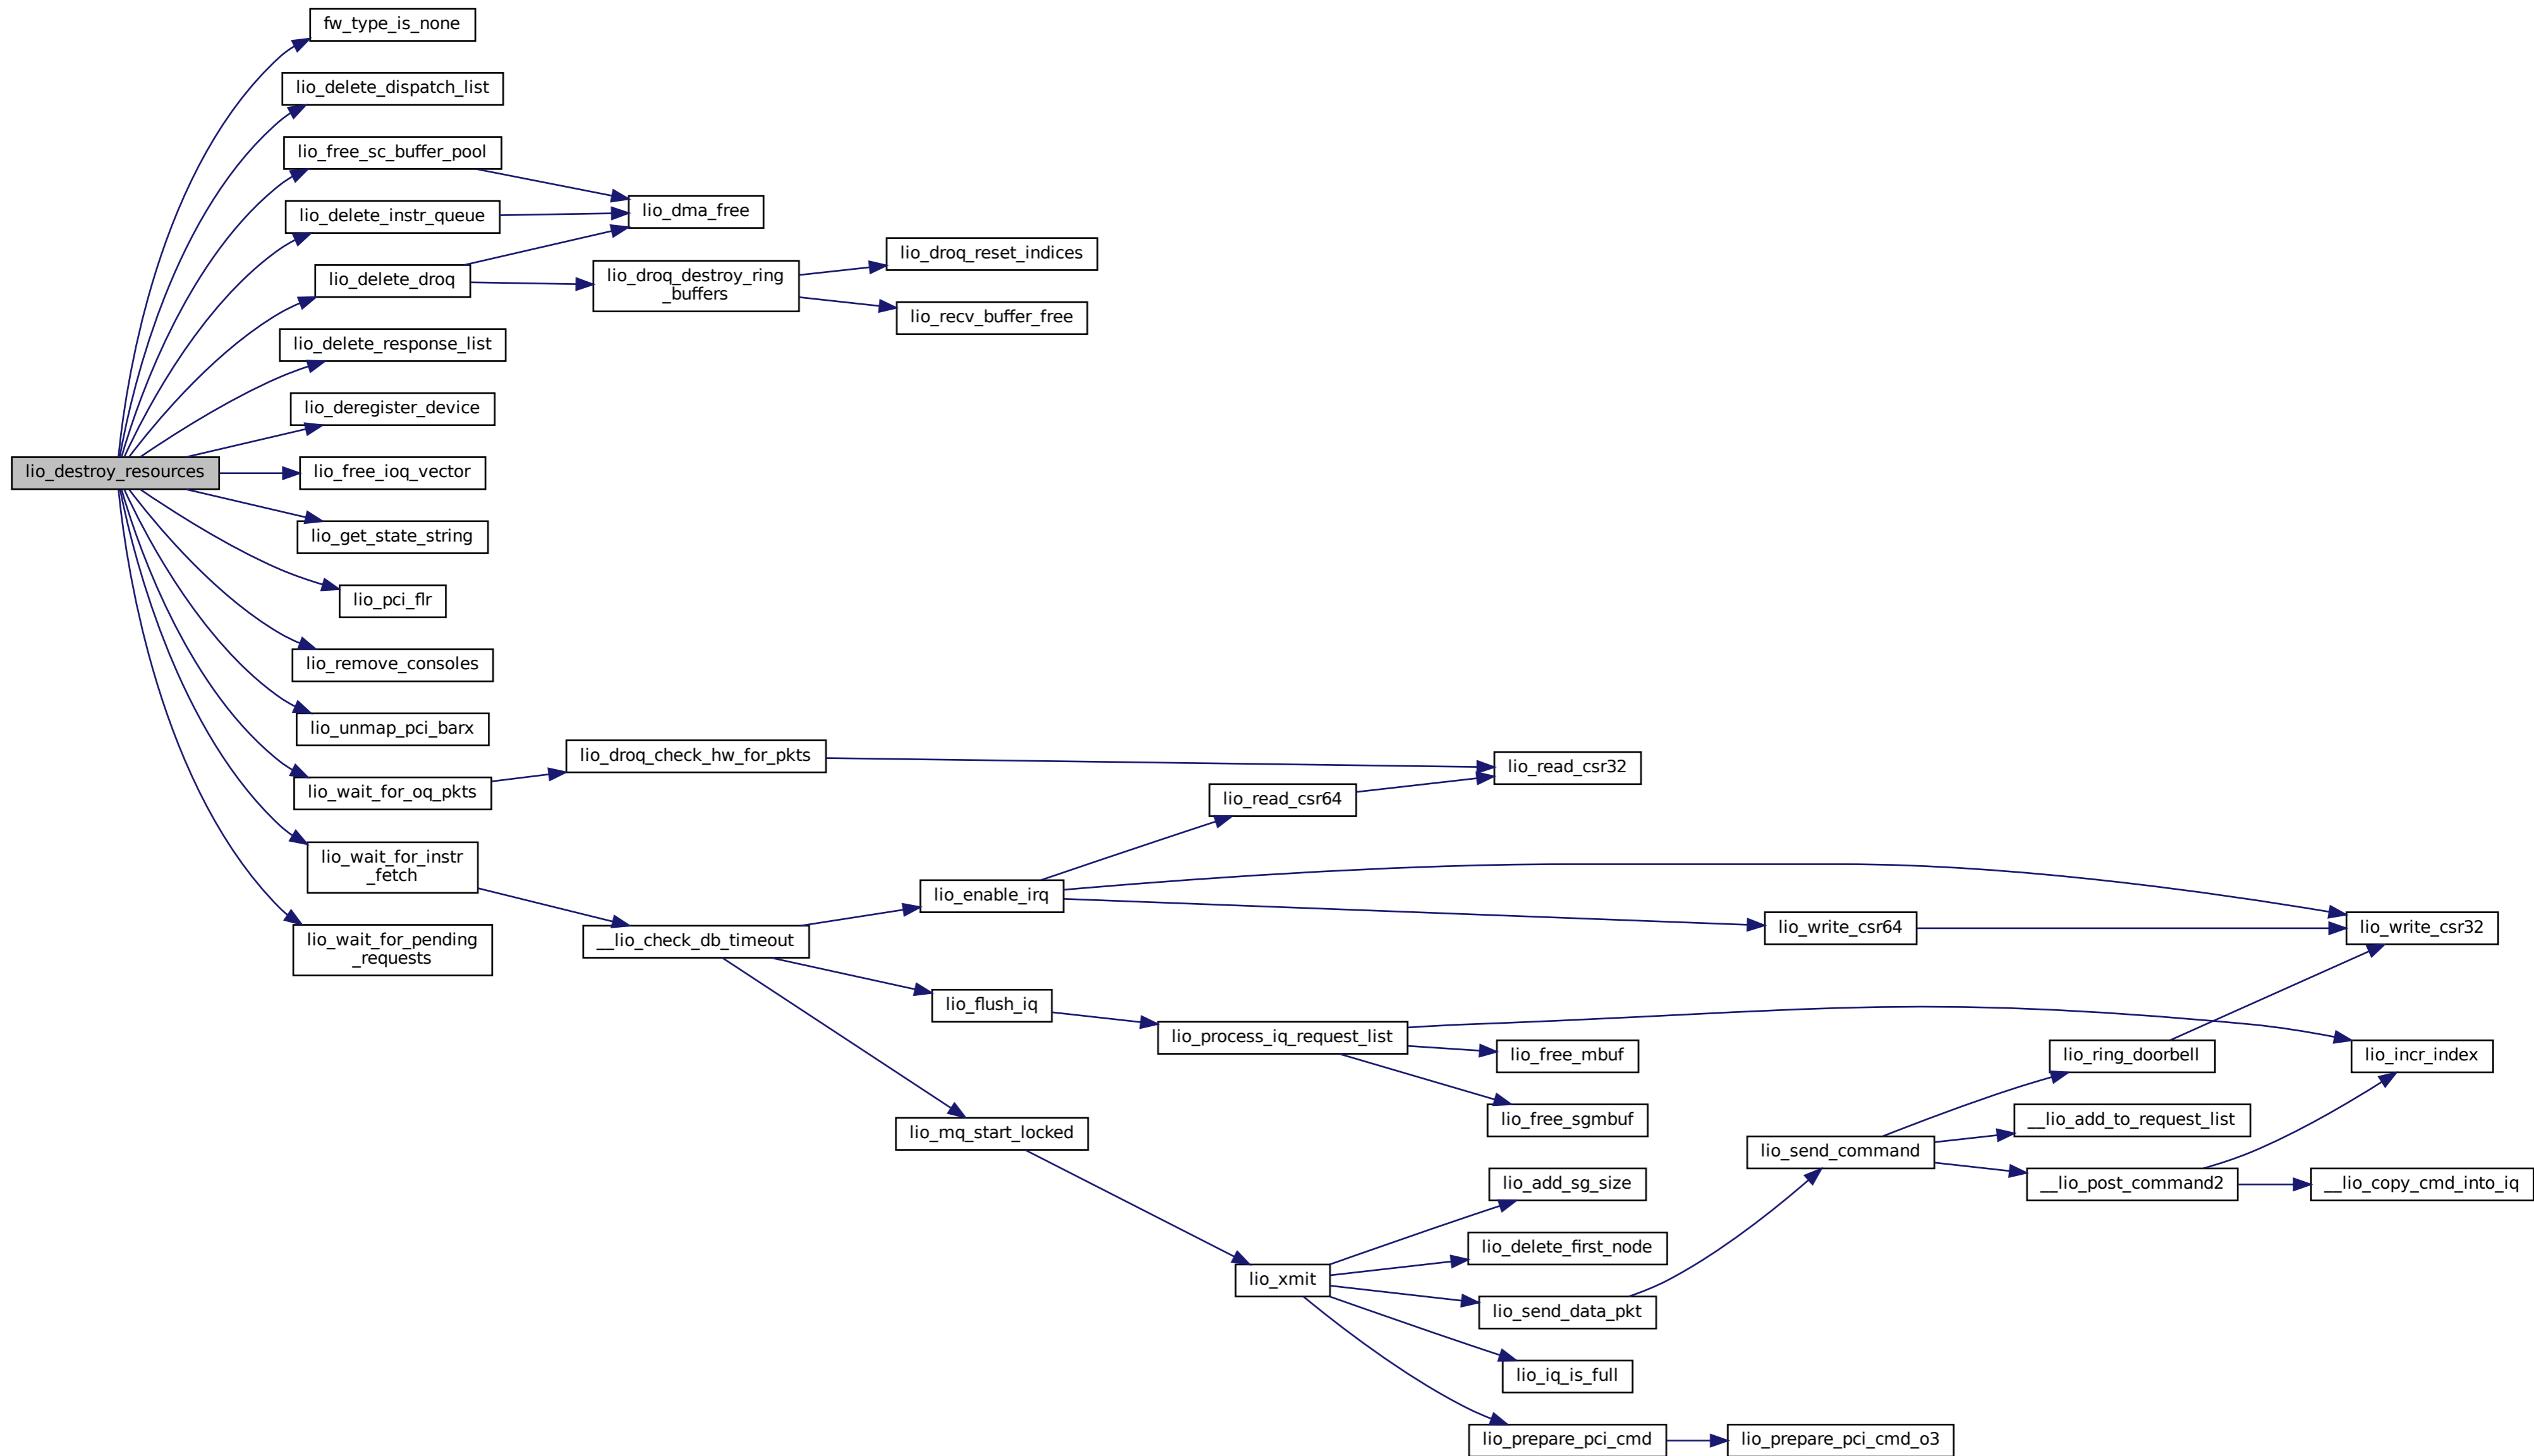 fw_type_is_none
lio_delete_dispatch_list
lio_free_sc_buffer_pool
lio_delete_instr_queue
lio_dma_free
lio_delete_droq
lio_droq_destroy_ring
_buffers
lio_droq_reset_indices
lio_recv_buffer_free
lio_delete_response_list
lio_deregister_device
lio_destroy_resources
lio_free_ioq_vector
lio_get_state_string
lio_pci_flr
lio_remove_consoles
lio_unmap_pci_barx
lio_wait_for_oq_pkts
lio_droq_check_hw_for_pkts
lio_read_csr32
lio_read_csr64
lio_wait_for_instr
_fetch
lio_enable_irq
lio_write_csr64
lio_write_csr32
lio_wait_for_pending
_requests
__lio_check_db_timeout
lio_flush_iq
lio_process_iq_request_list
lio_free_mbuf
lio_free_sgmbuf
lio_ring_doorbell
lio_incr_index
lio_mq_start_locked
lio_send_command
__lio_add_to_request_list
__lio_post_command2
__lio_copy_cmd_into_iq
lio_add_sg_size
lio_delete_first_node
lio_xmit
lio_send_data_pkt
lio_iq_is_full
lio_prepare_pci_cmd
lio_prepare_pci_cmd_o3